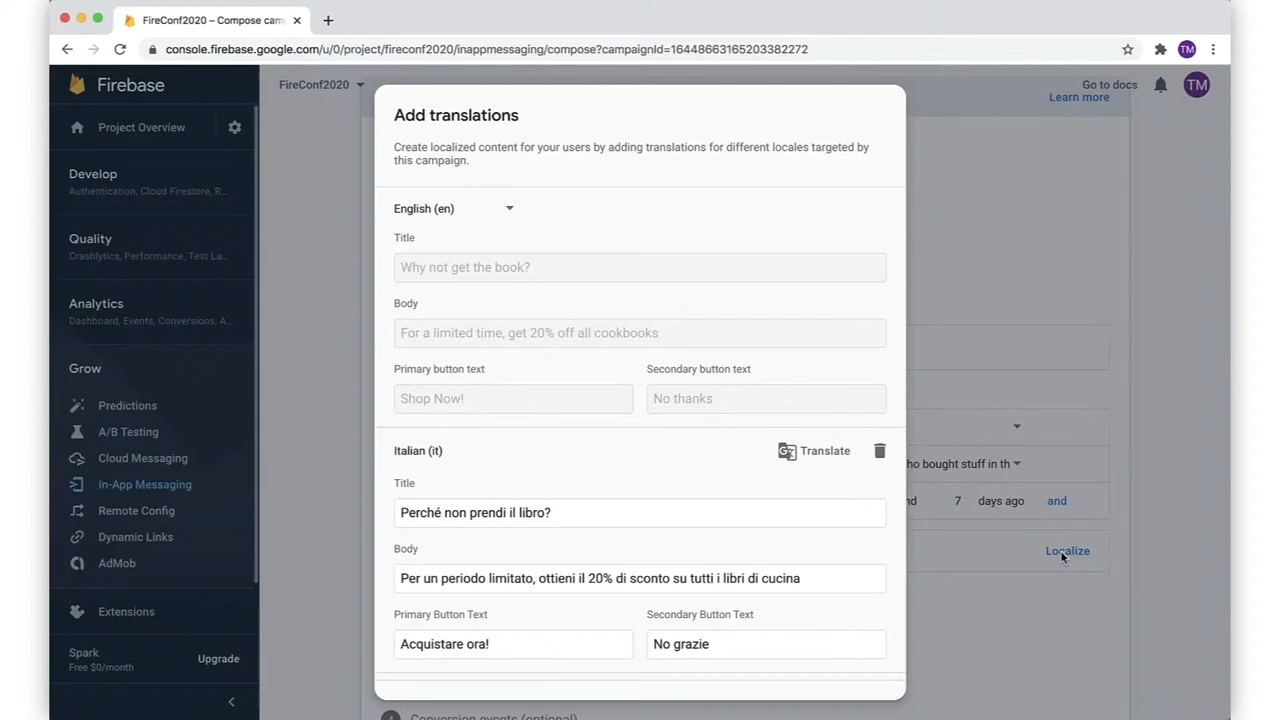 FireConf2020 – Compose cam
console.firebase.google.com/u/0/project/fireconf2020/inappmessaging/compose?campaignId=16448663165203382272
TM
Firebase
FireConf2020
Go to docs
TM
Learn more
Project Overview
Develop
Authentication, Cloud Firestore, R...
Quality
Crashlytics, Performance, Test La...
Analytics
Dashboard, Events, Conversions, A...
Grow
Predictions
A/B Testing
Cloud Messaging
In-App Messaging
Remote Config
Dynamic Links
AdMob
Extensions
Spark
Free $0/month
Upgrade
Add translations
Create localized content for your users by adding translations for different locales targeted by
this campaign.
English (en)
Title
Why not get the book?
Body
For a limited time, get 20% off all cookbooks
Primary button text Secondary button text
Shop Now! No thanks
Italian (it) Translate
Title
Perché non prendi il libro?
Body
Per un periodo limitato, ottieni il 20% di sconto su tutti i libri di cucina
Primary Button Text Secondary Button Text
Acquistare ora! No grazie
ho bought stuff in th
nd 7 days ago and
Localize
4 Conversion events (optional)